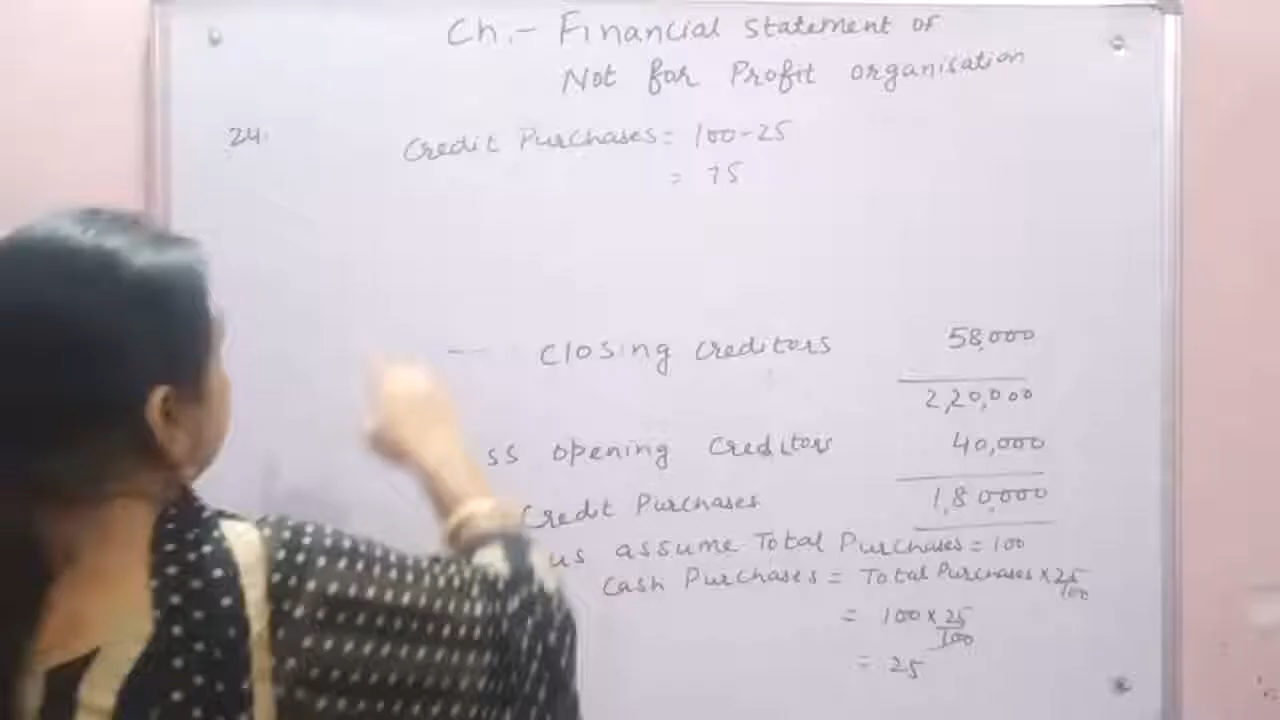 Ch.- Financial Statement of
Not for Profit organisation
24. Credit Purchases = 100-25
= 75
closing creditors 58,000
2,20,000
ss opening creditors 40,000
Credit Purchases 1,80,000
us assume Total Purchases = 100
Cash Purchases = Total Purchases × 25/100
= 100 × 25/100
= 25